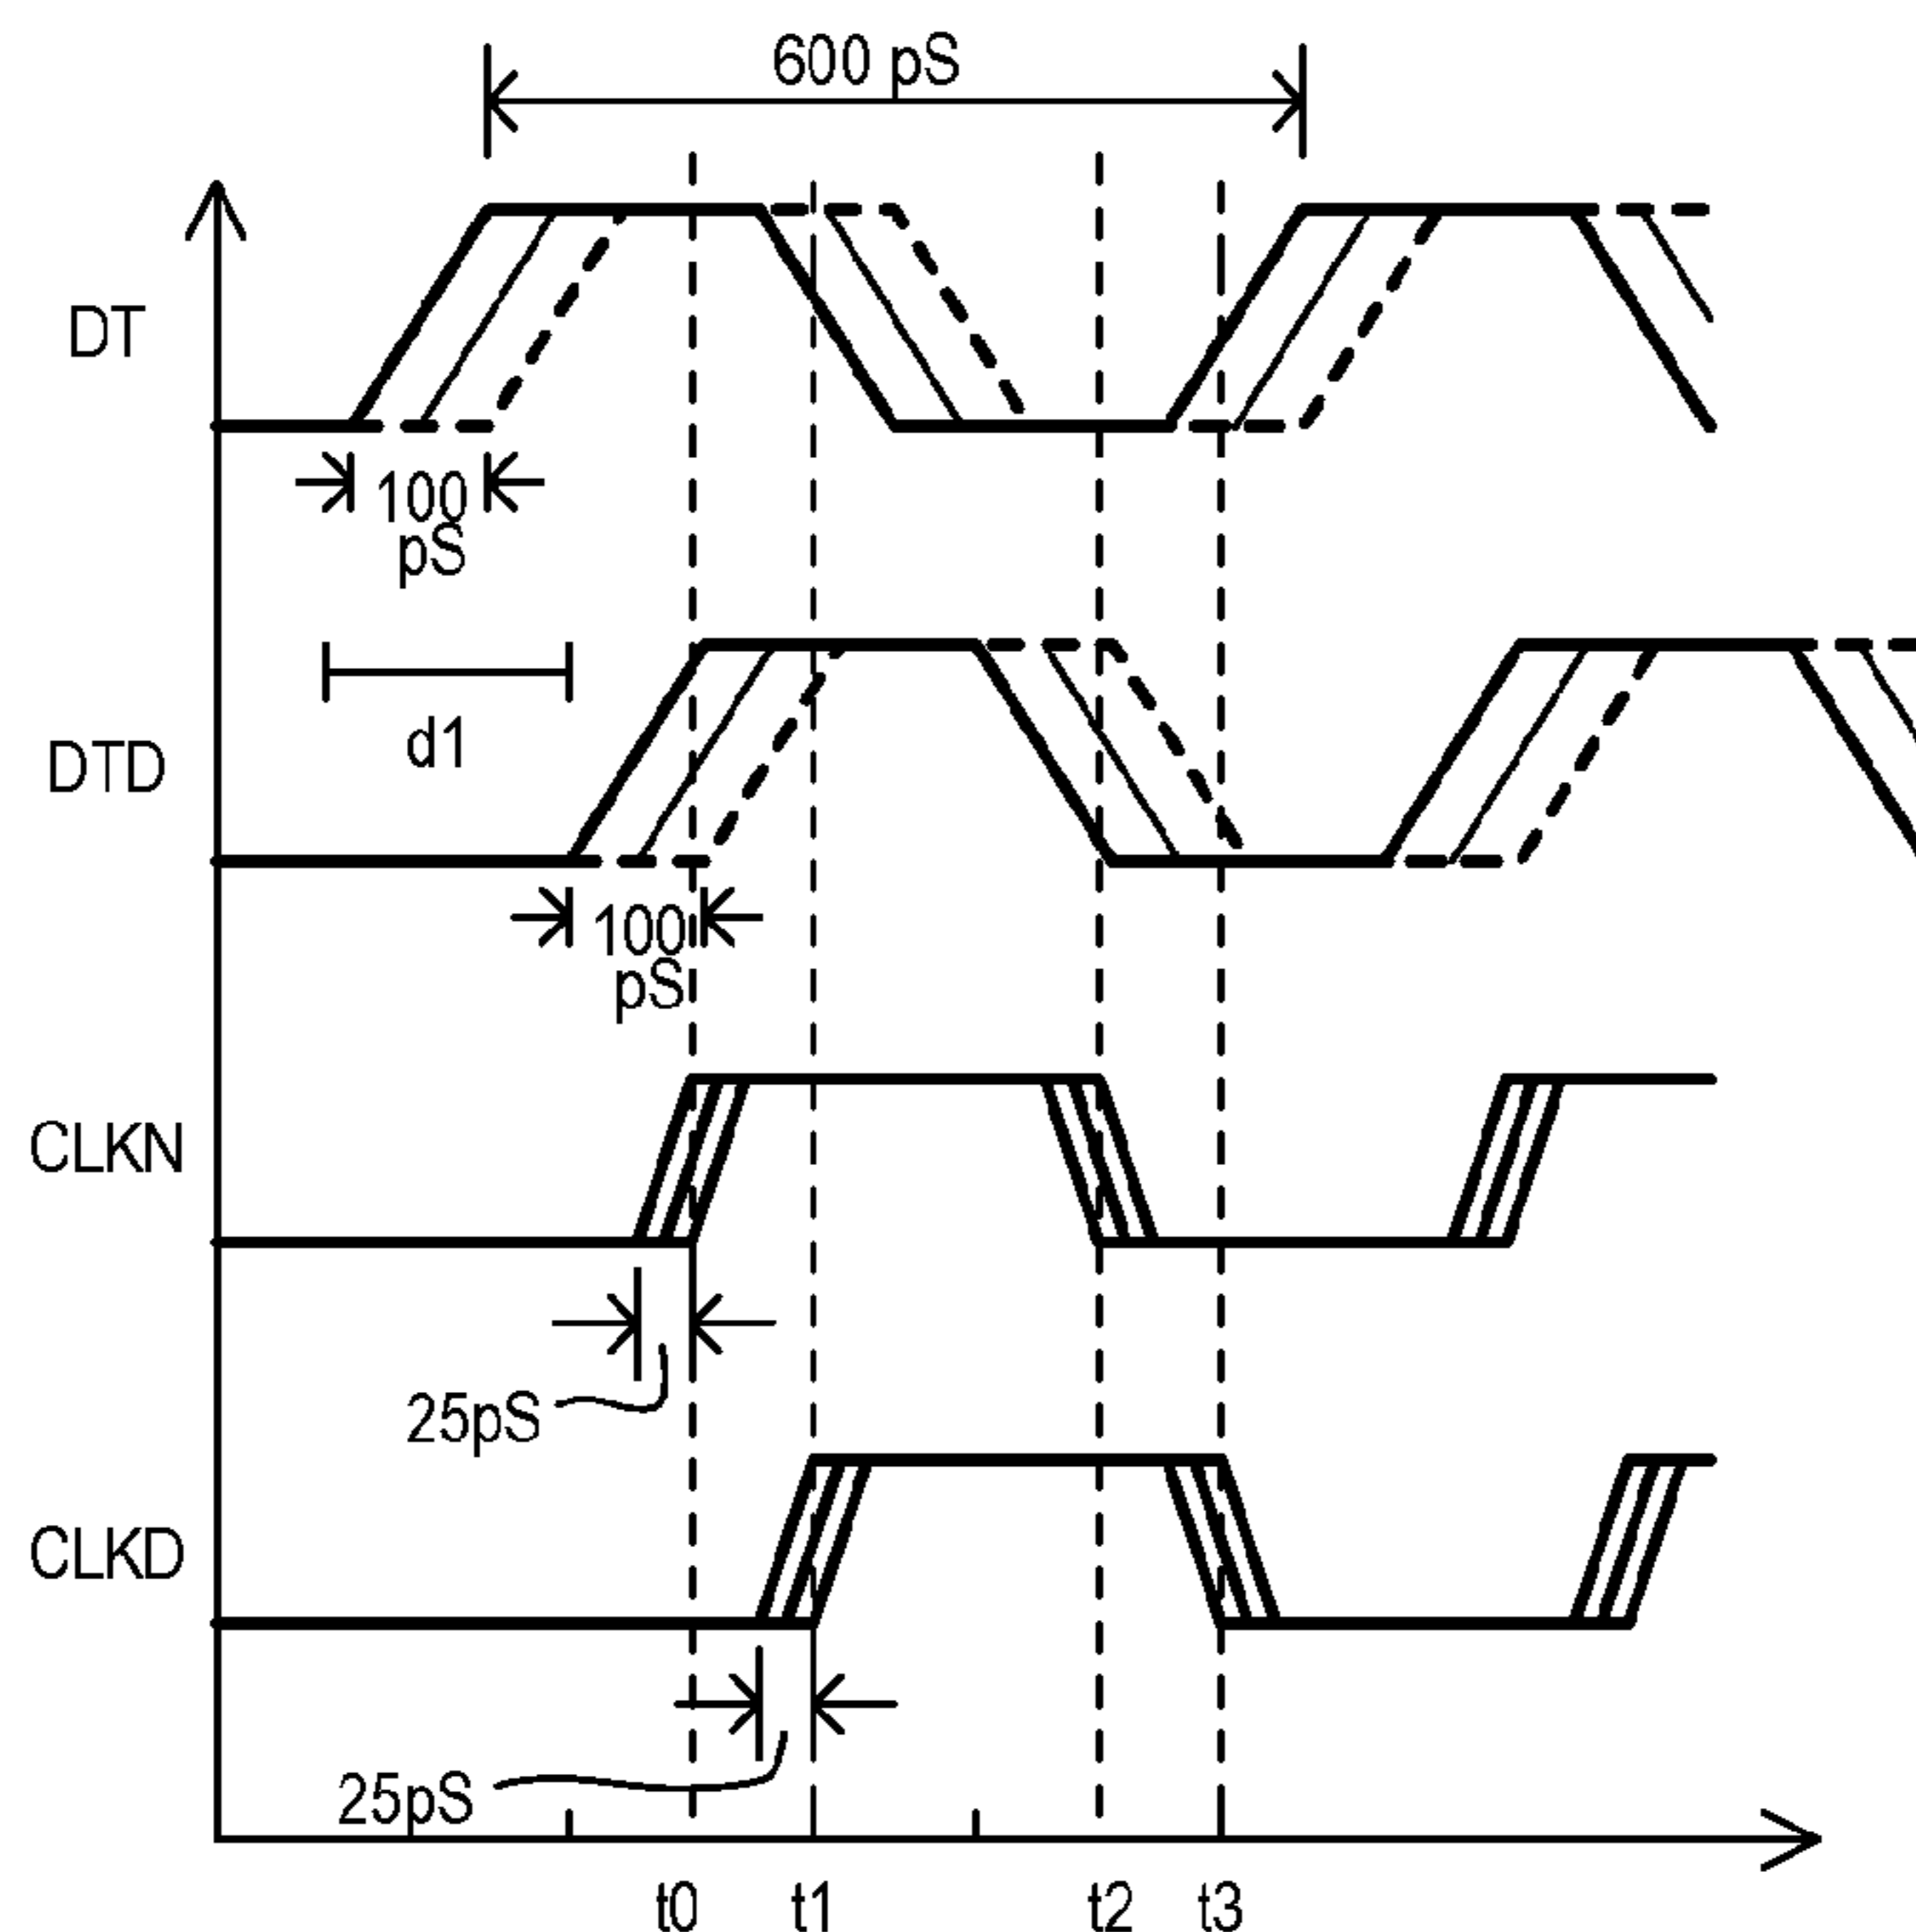 600 pS
DT
100
pS
d1
DTD
100
pS
CLKN
25pS
CLKD
25pS
t0 t1 t2 t3